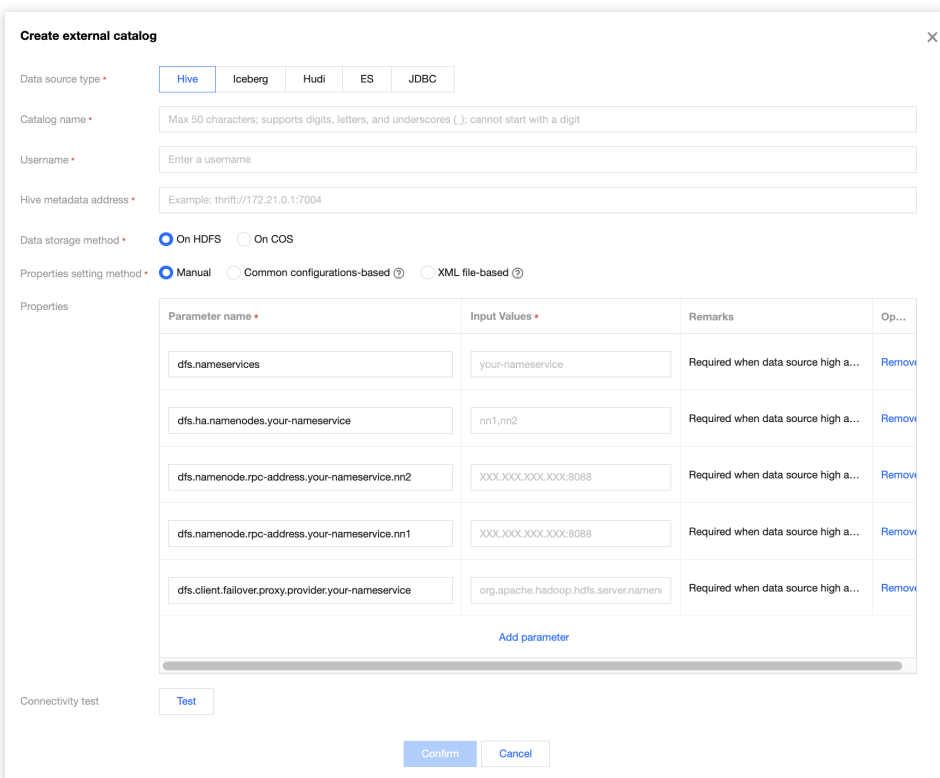 Create external catalog
Data source type * Hive Iceberg Hudi ES JDBC
Catalog name * Max 50 characters; supports digits, letters, and underscores (_); cannot start with a digit
Username * Enter a username
Hive metadata address * Example: thrift://172.21.0.1:7004
Data storage method * On HDFS On COS
Properties setting method * Manual Common configurations-based ? XML file-based ?
Properties
Parameter name * Input Values * Remarks Op...
dfs.nameservices your-nameservice Required when data source high a... Remove
dfs.ha.namenodes.your-nameservice nn1,nn2 Required when data source high a... Remove
dfs.namenode.rpc-address.your-nameservice.nn2 XXX.XXX.XXX.XXX:8088 Required when data source high a... Remove
dfs.namenode.rpc-address.your-nameservice.nn1 XXX.XXX.XXX.XXX:8088 Required when data source high a... Remove
dfs.client.failover.proxy.provider.your-nameservice org.apache.hadoop.hdfs.server.namen Required when data source high a... Remove
Add parameter
Connectivity test Test
Confirm Cancel